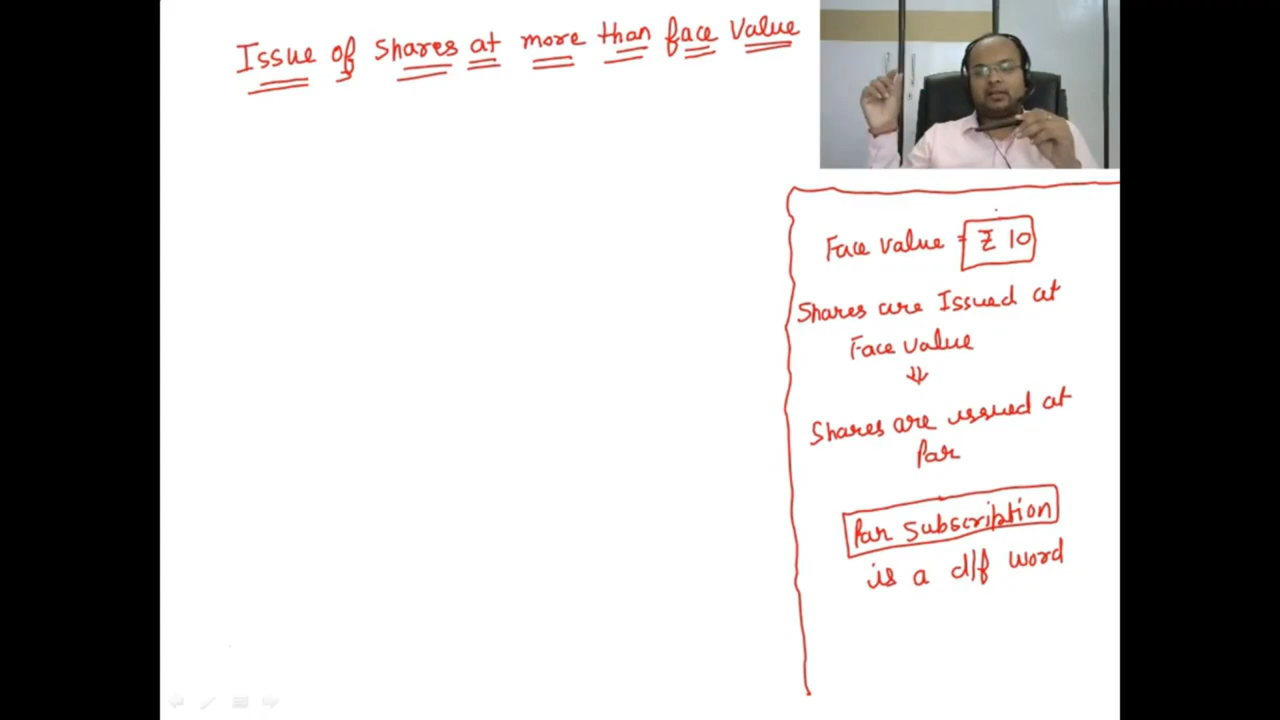 Issue of Shares at more than face value
Face value = ₹ 10
Shares are Issued at
Face value
⇓
Shares are issued at
Par
Par Subscription
is a d/f word